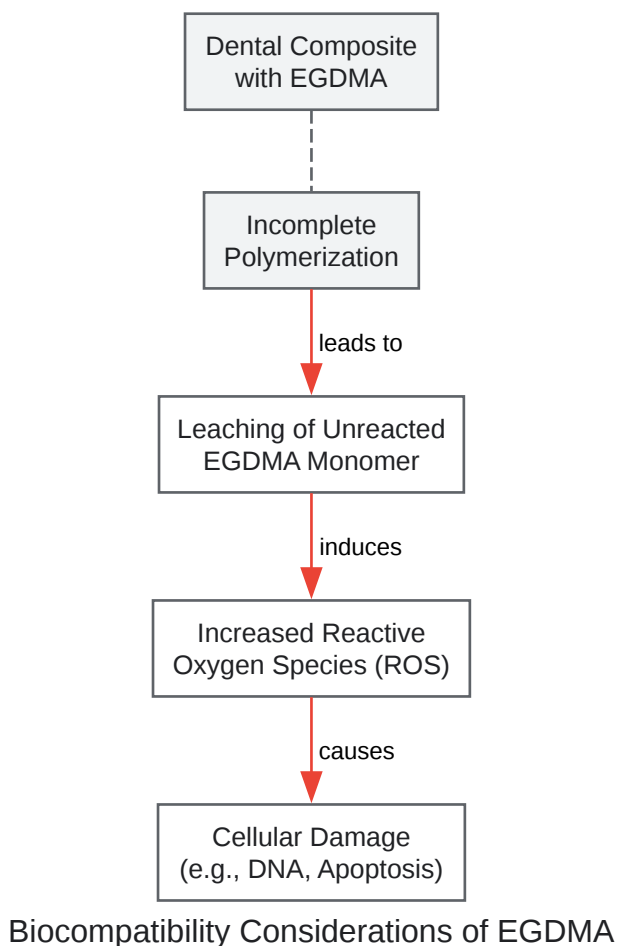 Dental Composite
with EGDMA
Incomplete
Polymerization
leads to
Leaching of Unreacted
EGDMA Monomer
induces
Increased Reactive
Oxygen Species (ROS)
causes
Cellular Damage
(e.g., DNA, Apoptosis)
Biocompatibility Considerations of EGDMA